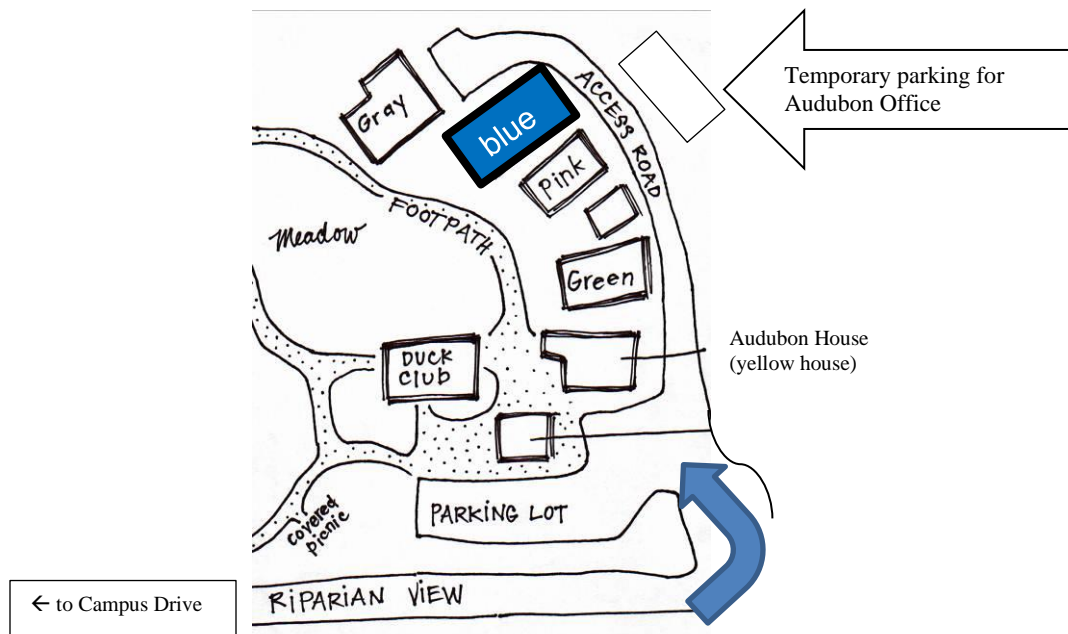 Temporary parking for
Audubon Office
ACCESS ROAD
Gray
blue
Pink
FOOTPATH
Meadow
Green
Audubon House
(yellow house)
DUCK
CLUB
PARKING LOT
covered
picnic
RIPARIAN VIEW
← to Campus Drive